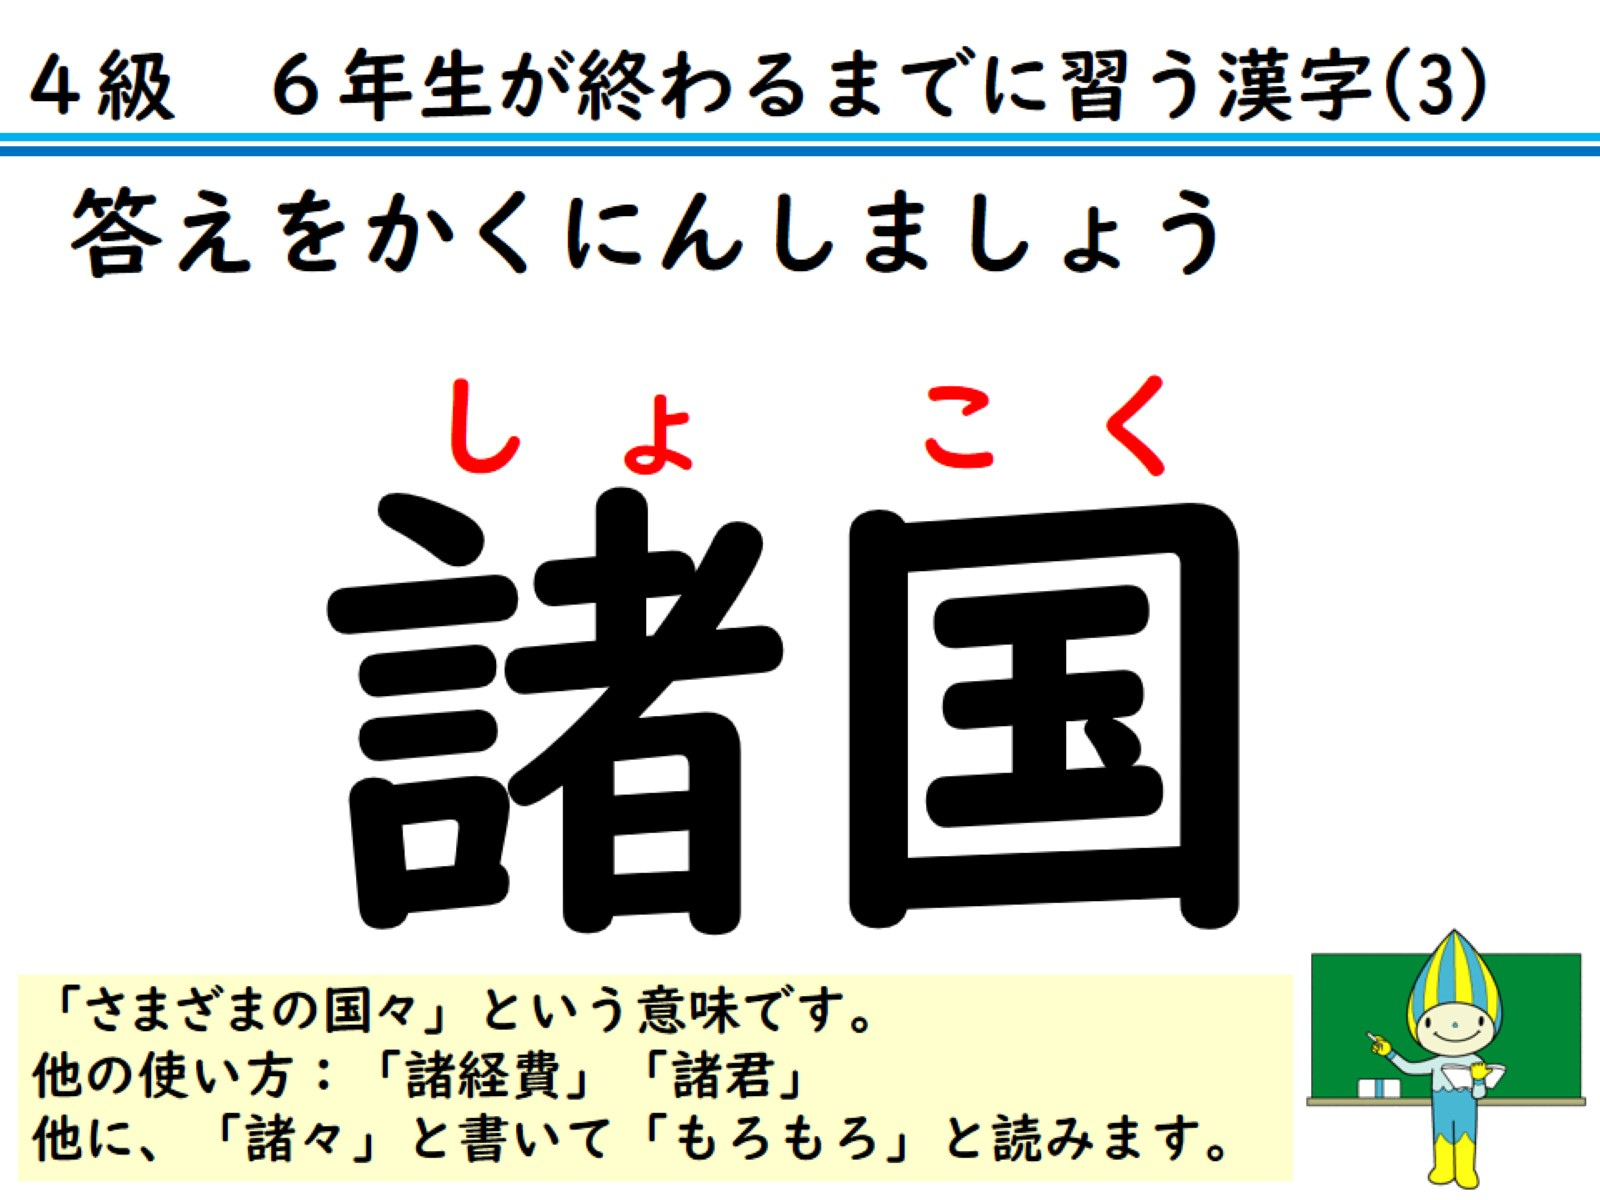 ４級　６年生が終わるまでに習う漢字(3)
答えをかくにんしましょう
しょ　こく
諸国
「さまざまの国々」という意味です。
他の使い方：「諸経費」「諸君」
他に、「諸々」と書いて「もろもろ」と読みます。